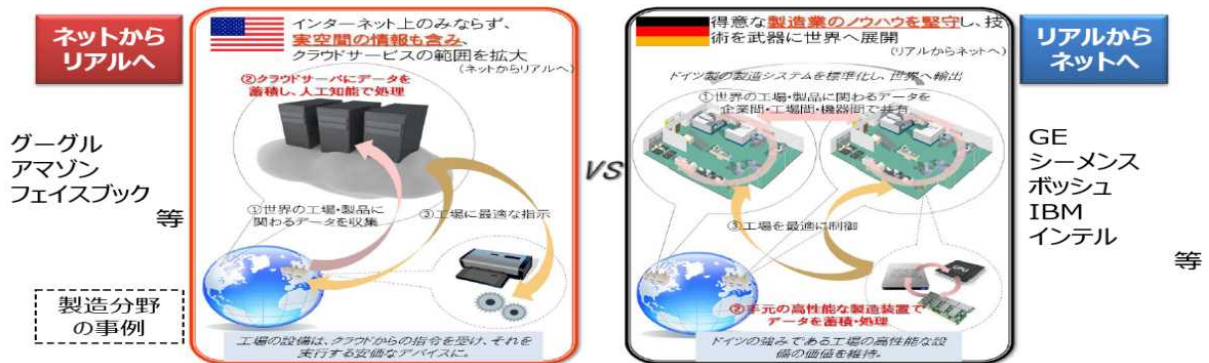 ネットから
リアルへ
グーグル
アマゾン
フェイスブック
等
製造分野
の事例
インターネット上のみならず、
実空間の情報も含み、
クラウドサービスの範囲を拡大
(ネットからリアルへ)
②クラウドサーバにデータを
蓄積し、人工知能で処理
①世界の工場・製品に
関わるデータを収集
③工場に最適な指示
工場の設備は、クラウドからの指令を受け、それを
実行する安価なデバイスに。
VS
得意な製造業のノウハウを堅守し、技
術を武器に世界へ展開
(リアルからネットへ)
ドイツ製の製造システムを標準化し、世界へ輸出
①世界の工場・製品に関わるデータを
企業間・工場間・機器間で共有
③工場を最適に制御
CPU
②手元の高性能な製造装置で
データを蓄積・処理
ドイツの強みである工場の高性能な設
備の価値を維持。
リアルから
ネットへ
GE
シーメンス
ボッシュ
IBM
インテル
等